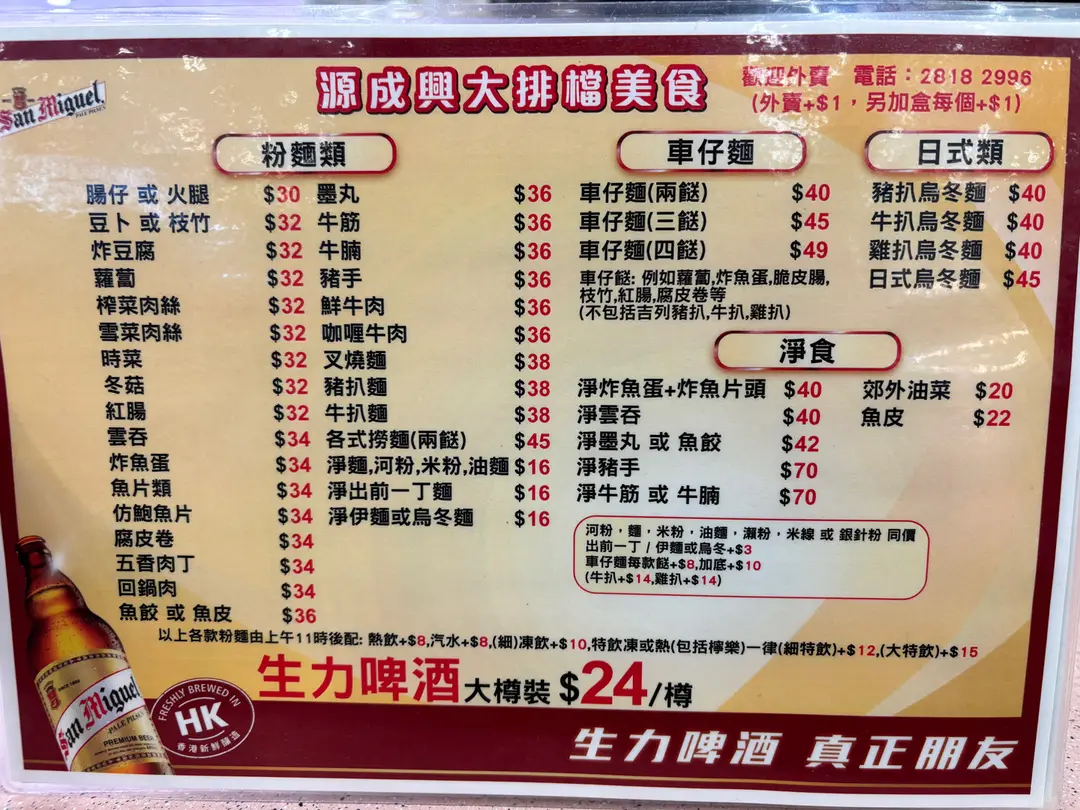 San Miguel
PALE PILSEN
源成興大排檔美食
歡迎外賣 電話：2818 2996
(外賣+$1，另加盒每個+$1)
粉麵類
腸仔 或 火腿 $30
豆卜 或 枝竹 $32
炸豆腐 $32
蘿蔔 $32
榨菜肉絲 $32
雪菜肉絲 $32
時菜 $32
冬菇 $32
紅腸 $32
雲吞 $34
炸魚蛋 $34
魚片類 $34
仿鮑魚片 $34
腐皮卷 $34
五香肉丁 $34
回鍋肉 $34
魚餃 或 魚皮 $36
墨丸 $36
牛筋 $36
牛腩 $36
豬手 $36
鮮牛肉 $36
咖喱牛肉 $36
叉燒麵 $38
豬扒麵 $38
牛扒麵 $38
各式撈麵(兩餸) $45
淨麵,河粉,米粉,油麵 $16
淨出前一丁麵 $16
淨伊麵或烏冬麵 $16
車仔麵
車仔麵(兩餸) $40
車仔麵(三餸) $45
車仔麵(四餸) $49
車仔餸: 例如蘿蔔,炸魚蛋,脆皮腸,
枝竹,紅腸,腐皮卷等
(不包括吉列豬扒,牛扒,雞扒)
日式類
豬扒烏冬麵 $40
牛扒烏冬麵 $40
雞扒烏冬麵 $40
日式烏冬麵 $45
淨食
淨炸魚蛋+炸魚片頭 $40
淨雲吞 $40
淨墨丸 或 魚餃 $42
淨豬手 $70
淨牛筋 或 牛腩 $70
郊外油菜 $20
魚皮 $22
河粉，麵，米粉，油麵，瀨粉，米線 或 銀針粉 同價
出前一丁 / 伊麵或烏冬+$3
車仔麵每款餸+$8,加底+$10
(牛扒+$14,雞扒+$14)
以上各款粉麵由上午11時後配: 熱飲+$8,汽水+$8,(細)凍飲+$10,特飲凍或熱(包括檸樂)一律(細特飲)+$12,(大特飲)+$15
生力啤酒 大樽裝 $24/樽
SINCE 1890
San Miguel
PALE PILSEN
PREMIUM BEER
FRESHLY BREWED IN
HK
香港新鮮釀造
生力啤酒 真正朋友